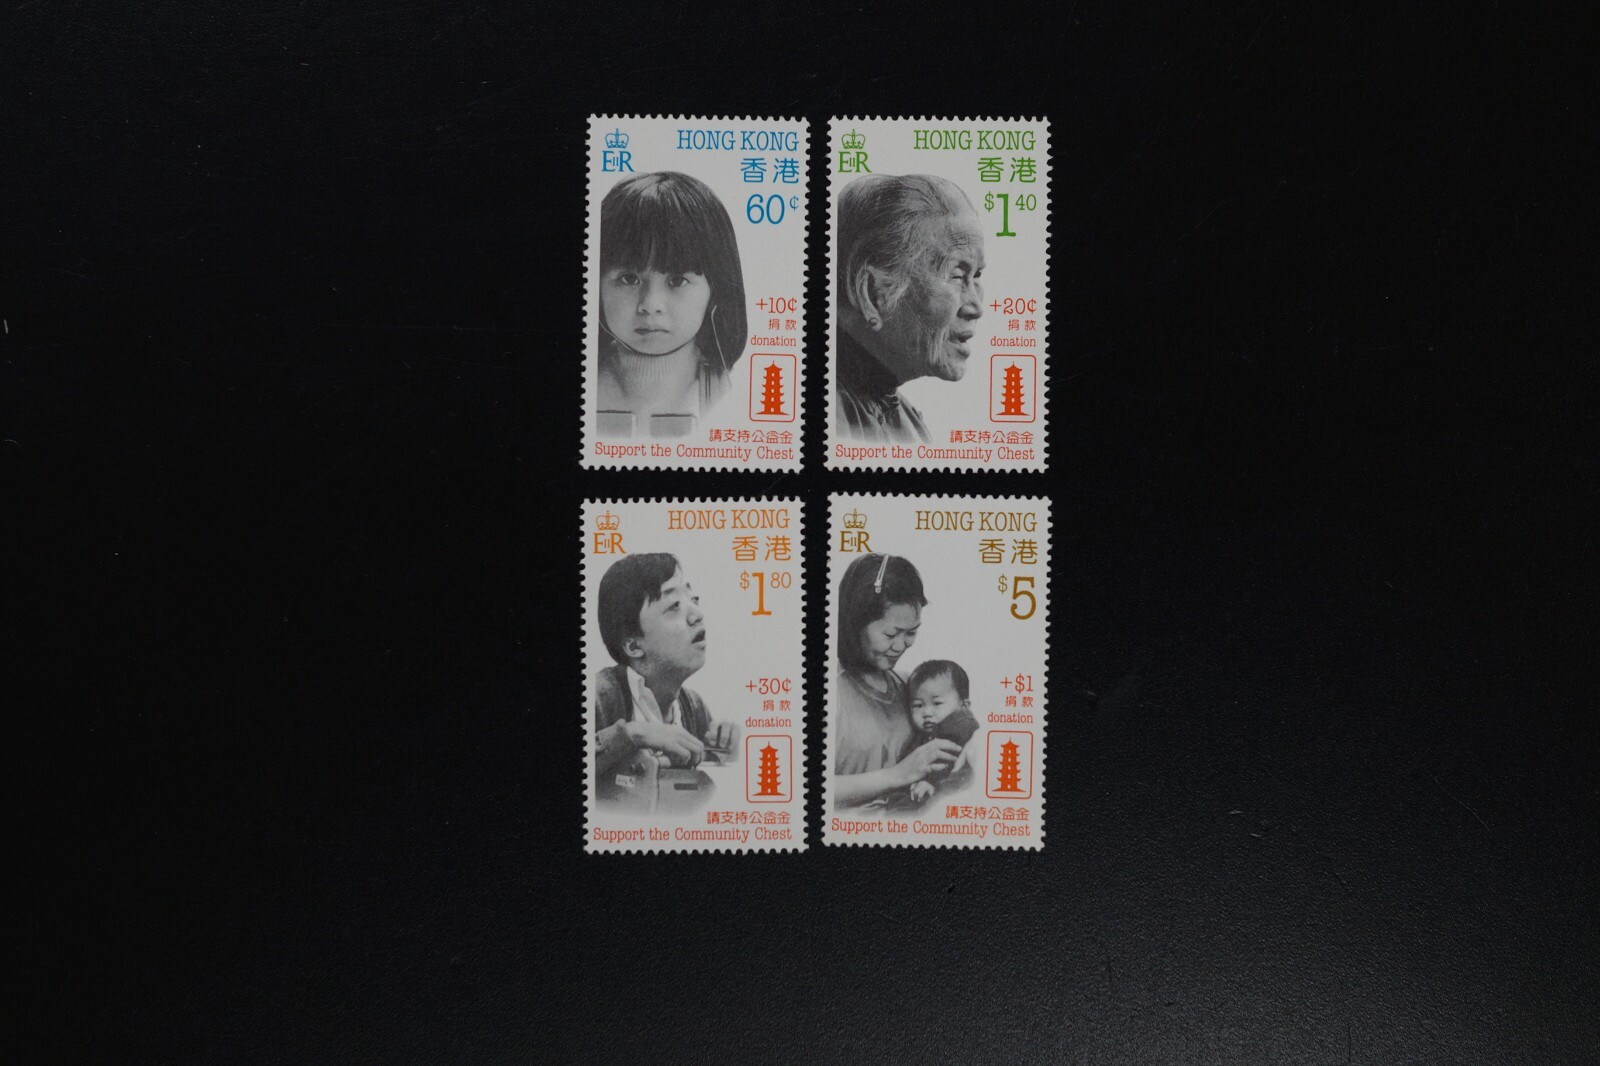 EIIR
HONG KONG
香港
60¢
+10¢
捐款
donation
請支持公益金
Support the Community Chest
EIIR
HONG KONG
香港
$1 40
+20¢
捐款
donation
請支持公益金
Support the Community Chest
EIIR
HONG KONG
香港
$1 80
+30¢
捐款
donation
請支持公益金
Support the Community Chest
EIIR
HONG KONG
香港
$5
+$1
捐款
donation
請支持公益金
Support the Community Chest